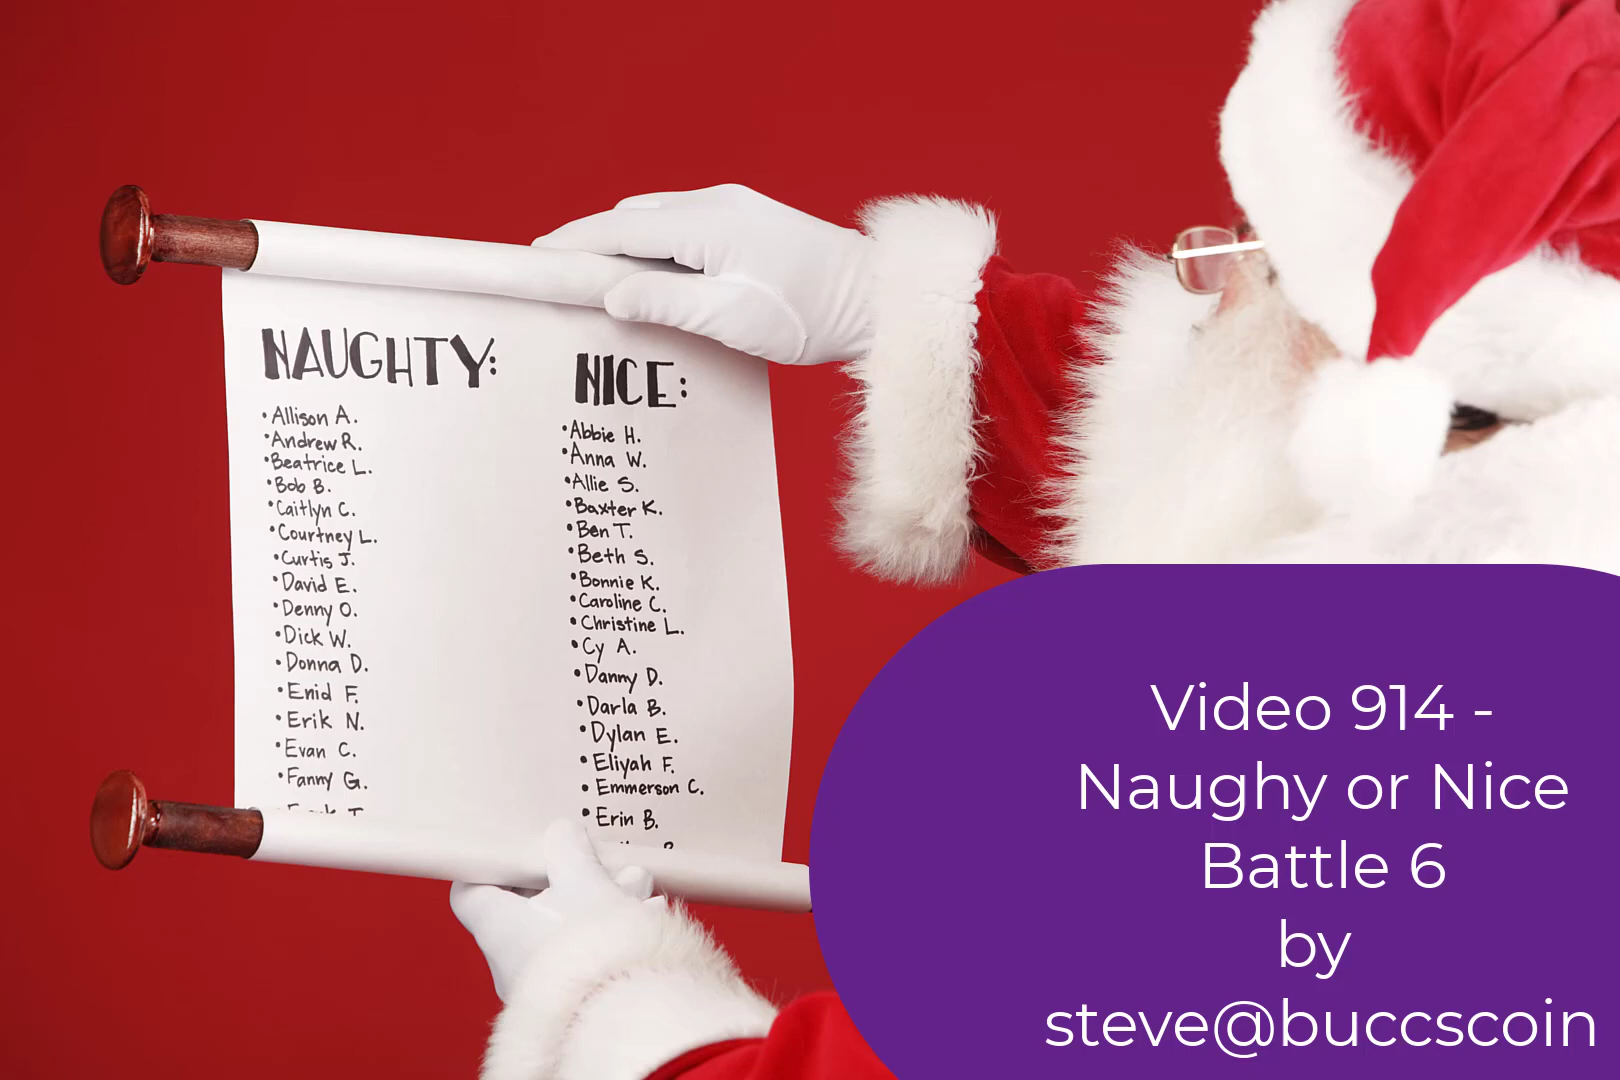 NAUGHTY:
• Allison A.
• Andrew R.
• Beatrice L.
• Bob B.
• Caitlyn C.
• Courtney L.
• Curtis J.
• David E.
• Denny O.
• Dick W.
• Donna D.
• Enid F.
• Erik N.
• Evan C.
• Fanny G.
NICE:
• Abbie H.
• Anna W.
• Allie S.
• Baxter K.
• Ben T.
• Beth S.
• Bonnie K.
• Caroline C.
• Christine L.
• Cy A.
• Danny D.
• Darla B.
• Dylan E.
• Eliyah F.
• Emmerson C.
• Erin B.
Video 914 -
Naughy or Nice
Battle 6
by
steve@buccscoin